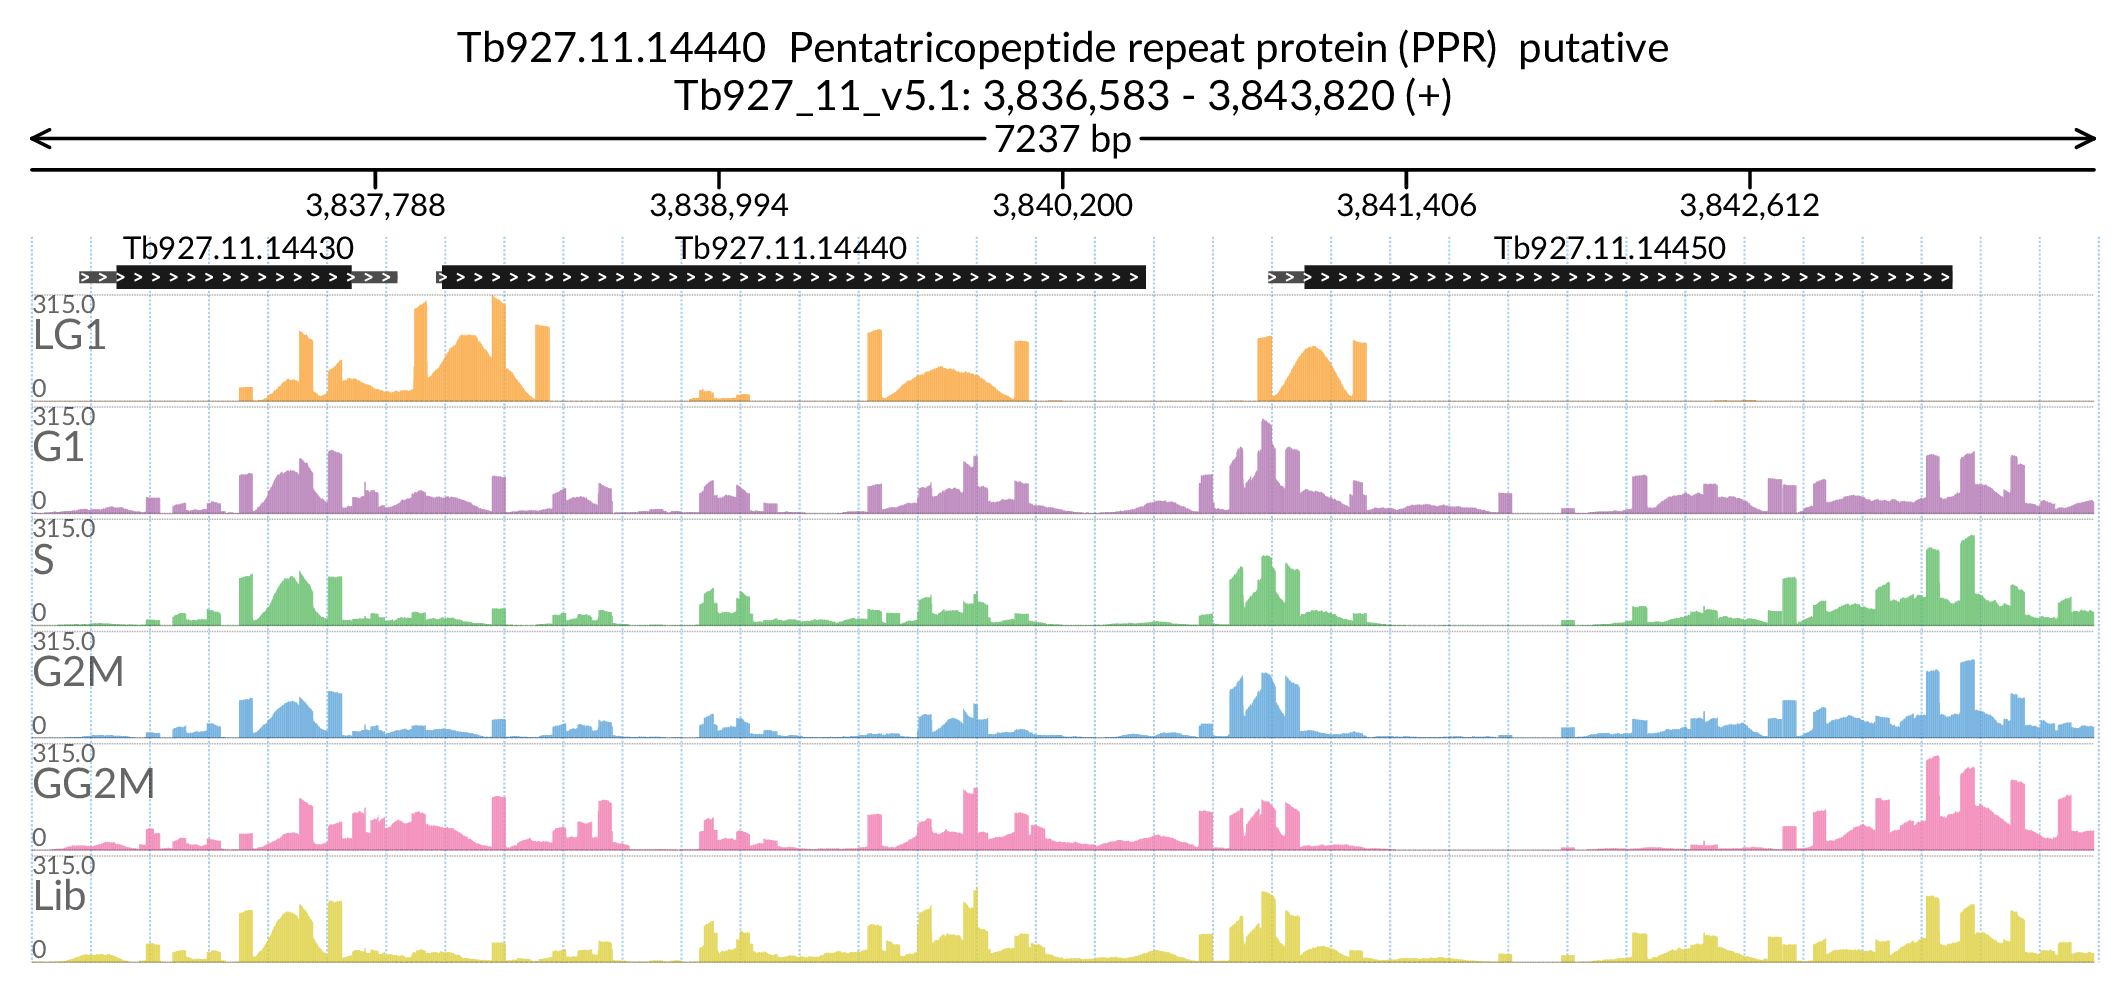 Tb927.11.14440  Pentatricopeptide repeat protein (PPR)  putative
Tb927_11_v5.1: 3,836,583 - 3,843,820 (+)
7237 bp
3,837,788 3,838,994 3,840,200 3,841,406 3,842,612
Tb927.11.14430 Tb927.11.14440 Tb927.11.14450
315.0
LG1
0
315.0
G1
0
315.0
S
0
315.0
G2M
0
315.0
GG2M
0
315.0
Lib
0